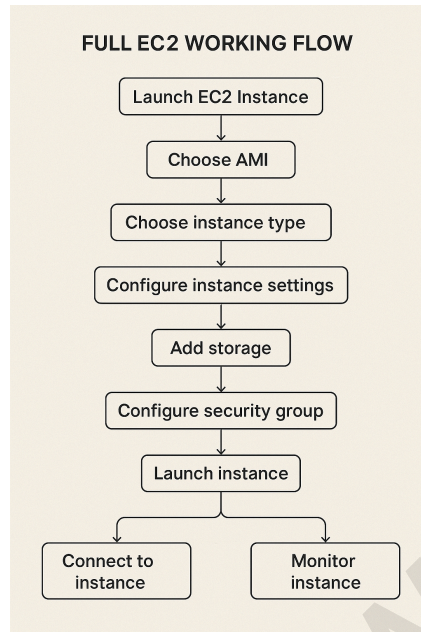 FULL EC2 WORKING FLOW
Launch EC2 Instance
Choose AMI
Choose instance type
Configure instance settings
Add storage
Configure security group
Launch instance
Connect to
instance
Monitor
instance